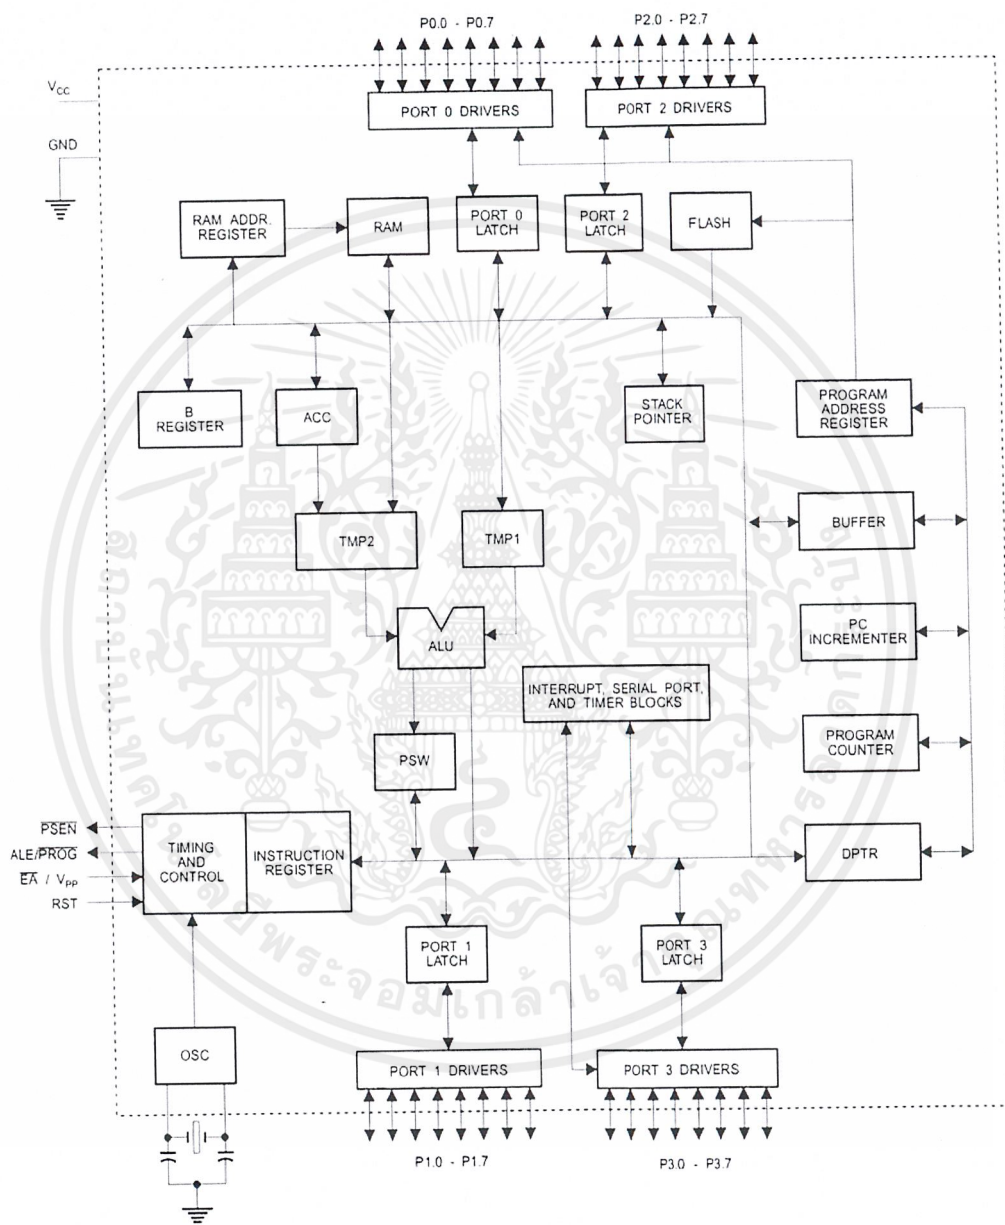 P0.0 - P0.7
P2.0 - P2.7
VCC
PORT 0 DRIVERS
PORT 2 DRIVERS
GND
RAM ADDR.
REGISTER
RAM
PORT 0
LATCH
PORT 2
LATCH
FLASH
B
REGISTER
ACC
STACK
POINTER
PROGRAM
ADDRESS
REGISTER
TMP2
TMP1
BUFFER
ALU
PC
INCREMENTER
INTERRUPT, SERIAL PORT,
AND TIMER BLOCKS
PSW
PROGRAM
COUNTER
PSEN
ALE/PROG
EA / VPP
RST
TIMING
AND
CONTROL
INSTRUCTION
REGISTER
DPTR
PORT 1
LATCH
PORT 3
LATCH
OSC
PORT 1 DRIVERS
PORT 3 DRIVERS
P1.0 - P1.7
P3.0 - P3.7